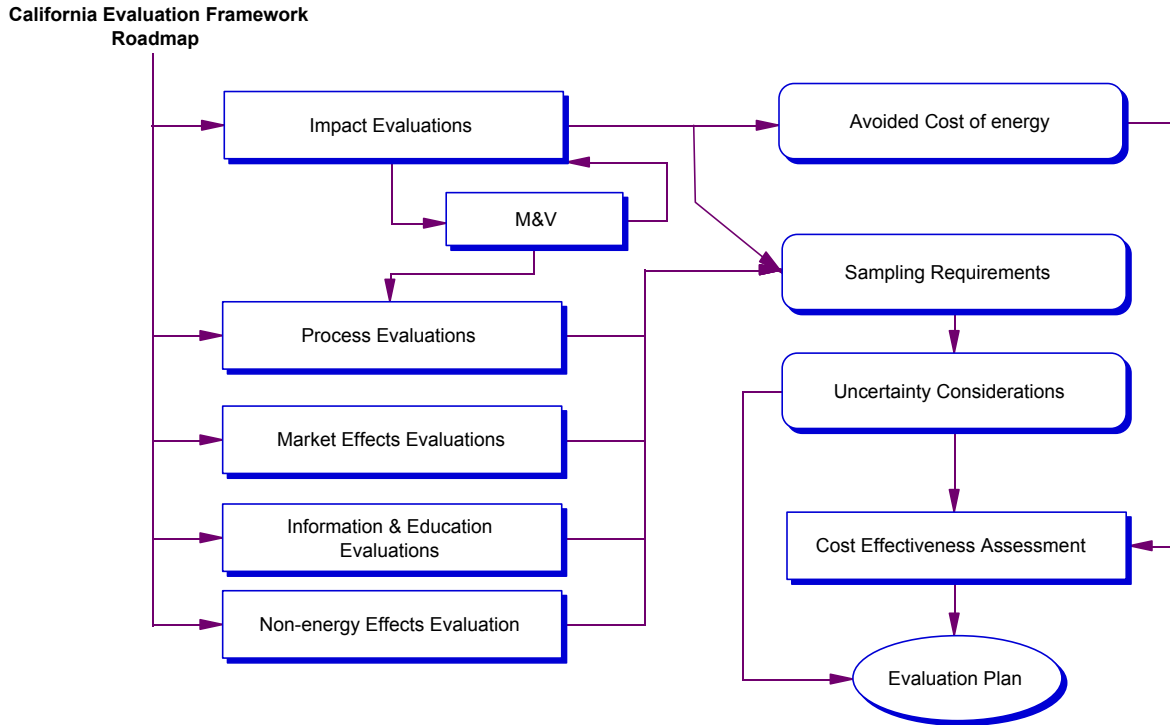 California Evaluation Framework
Roadmap
Impact Evaluations
Avoided Cost of energy
M&V
Sampling Requirements
Process Evaluations
Uncertainty Considerations
Market Effects Evaluations
Information & Education
Evaluations
Cost Effectiveness Assessment
Non-energy Effects Evaluation
Evaluation Plan